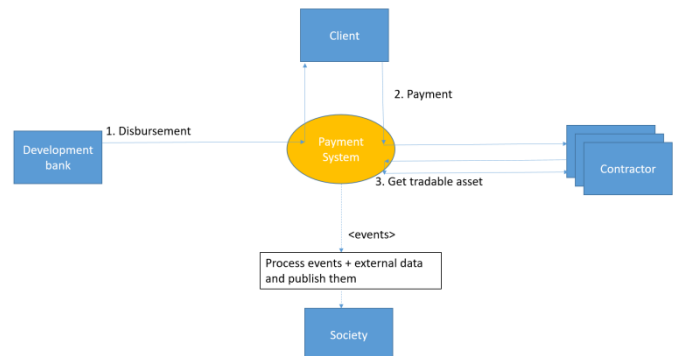 Client
2. Payment
1. Disbursement
Development
bank
Payment
System
Contractor
3. Get tradable asset
<events>
Process events + external data
and publish them
Society